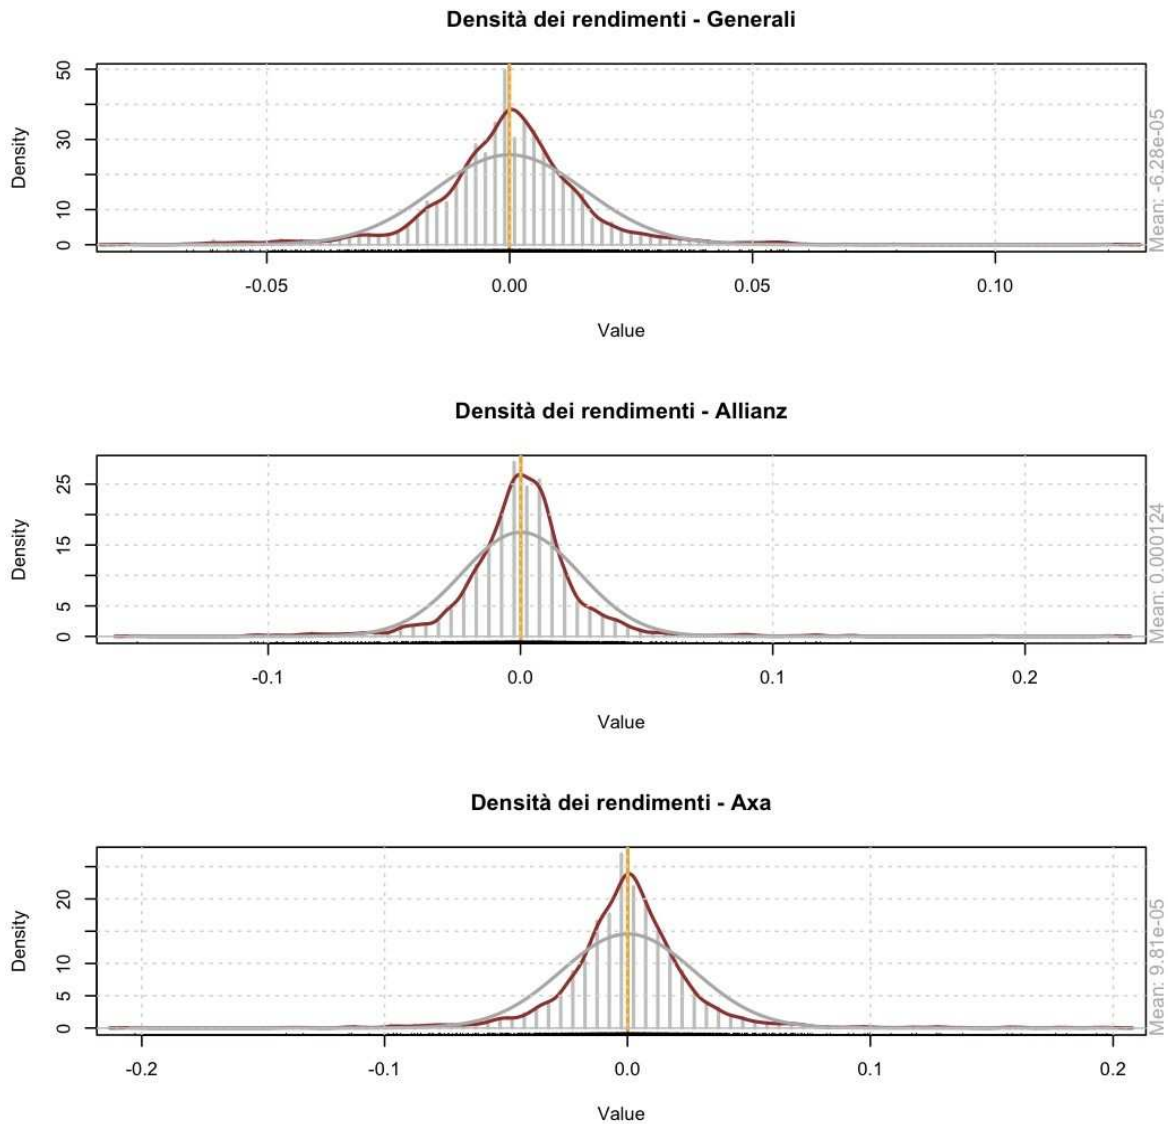 Densità dei rendimenti - Generali
Density
50
30
10
0
-0.05
0.00
0.05
0.10
Value
Mean: -6.28e-05
Densità dei rendimenti - Allianz
Density
25
15
5
0
-0.1
0.0
0.1
0.2
Value
Mean: 0.000124
Densità dei rendimenti - Axa
Density
20
10
5
0
-0.2
-0.1
0.0
0.1
0.2
Value
Mean: 9.81e-05